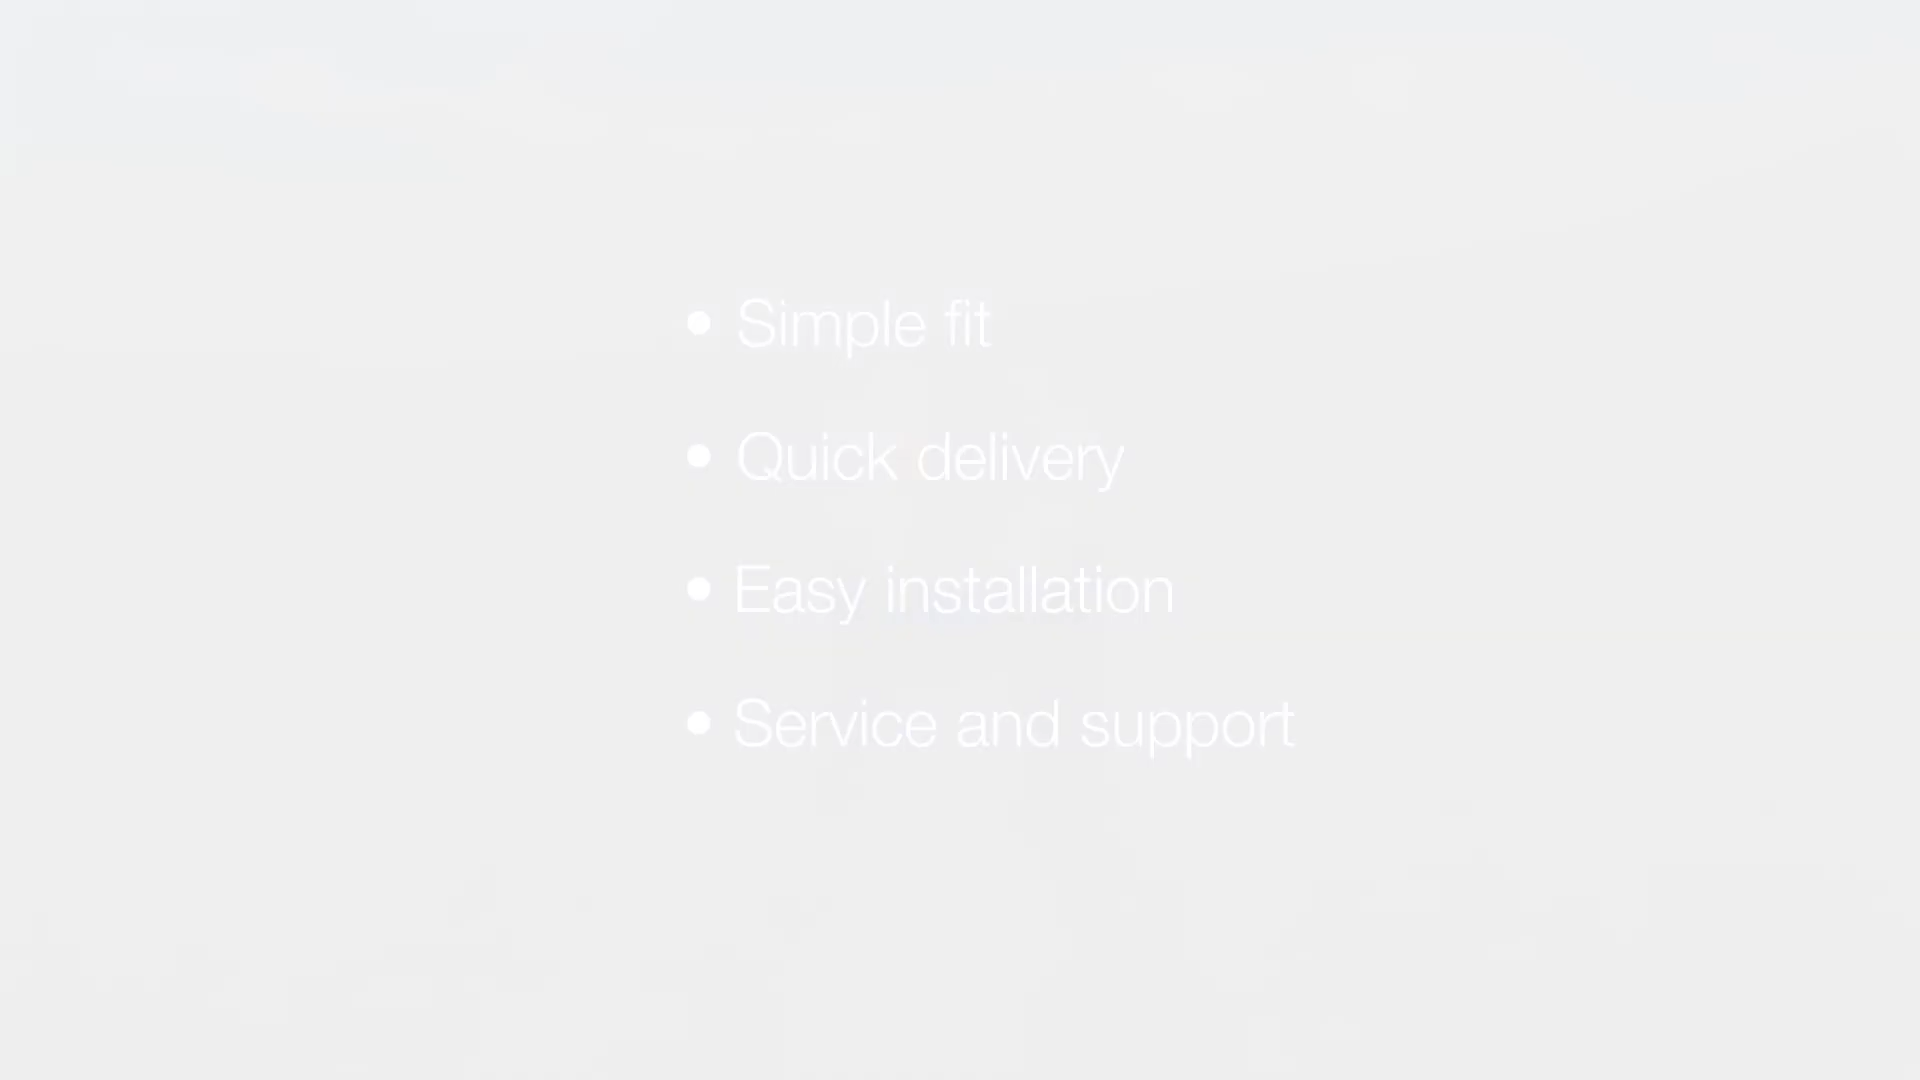 • Simple fit
• Quick delivery
• Easy installation
• Service and support